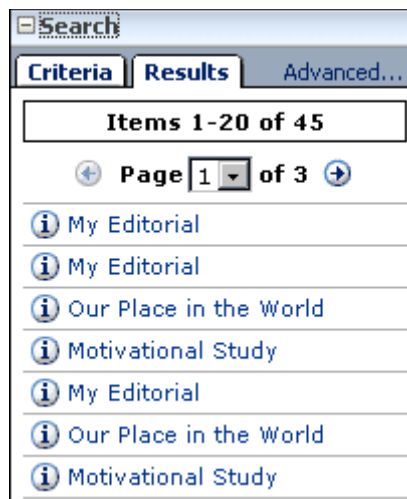 Search
Criteria Results Advanced...
Items 1-20 of 45
Page 1 of 3
My Editorial
My Editorial
Our Place in the World
Motivational Study
My Editorial
Our Place in the World
Motivational Study